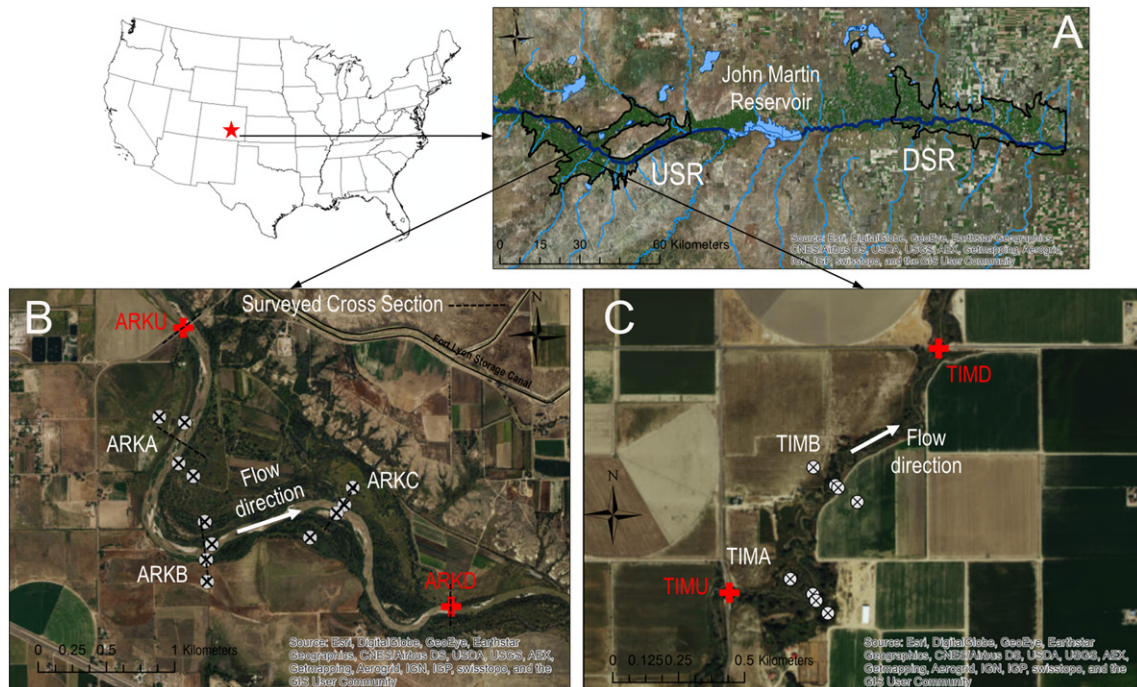 A
John Martin
Reservoir
USR
DSR
0 15 30 60 Kilometers
Source: Esri, DigitalGlobe, GeoEye, Earthstar Geographics,
CNES/Airbus DS, USDA, USGS, AEX, Getmapping, Aerogrid,
IGN, IGP, swisstopo, and the GIS User Community
B
Surveyed Cross Section
N
ARKU
Fort Lyon Storage Canal
ARKA
ARKC
Flow
direction
ARKB
ARKD
0 0.25 0.5 1 Kilometers
Source: Esri, DigitalGlobe, GeoEye, Earthstar
Geographics, CNES/Airbus DS, USDA, USGS, AEX,
Getmapping, Aerogrid, IGN, IGP, swisstopo, and the
GIS User Community
C
TIMD
TIMB
Flow
direction
N
TIMA
TIMU
0 0.125 0.25 0.5 Kilometers
Source: Esri, DigitalGlobe, GeoEye, Earthstar
Geographics, CNES/Airbus DS, USDA, USGS, AEX,
Getmapping, Aerogrid, IGN, IGP, swisstopo, and the
GIS User Community